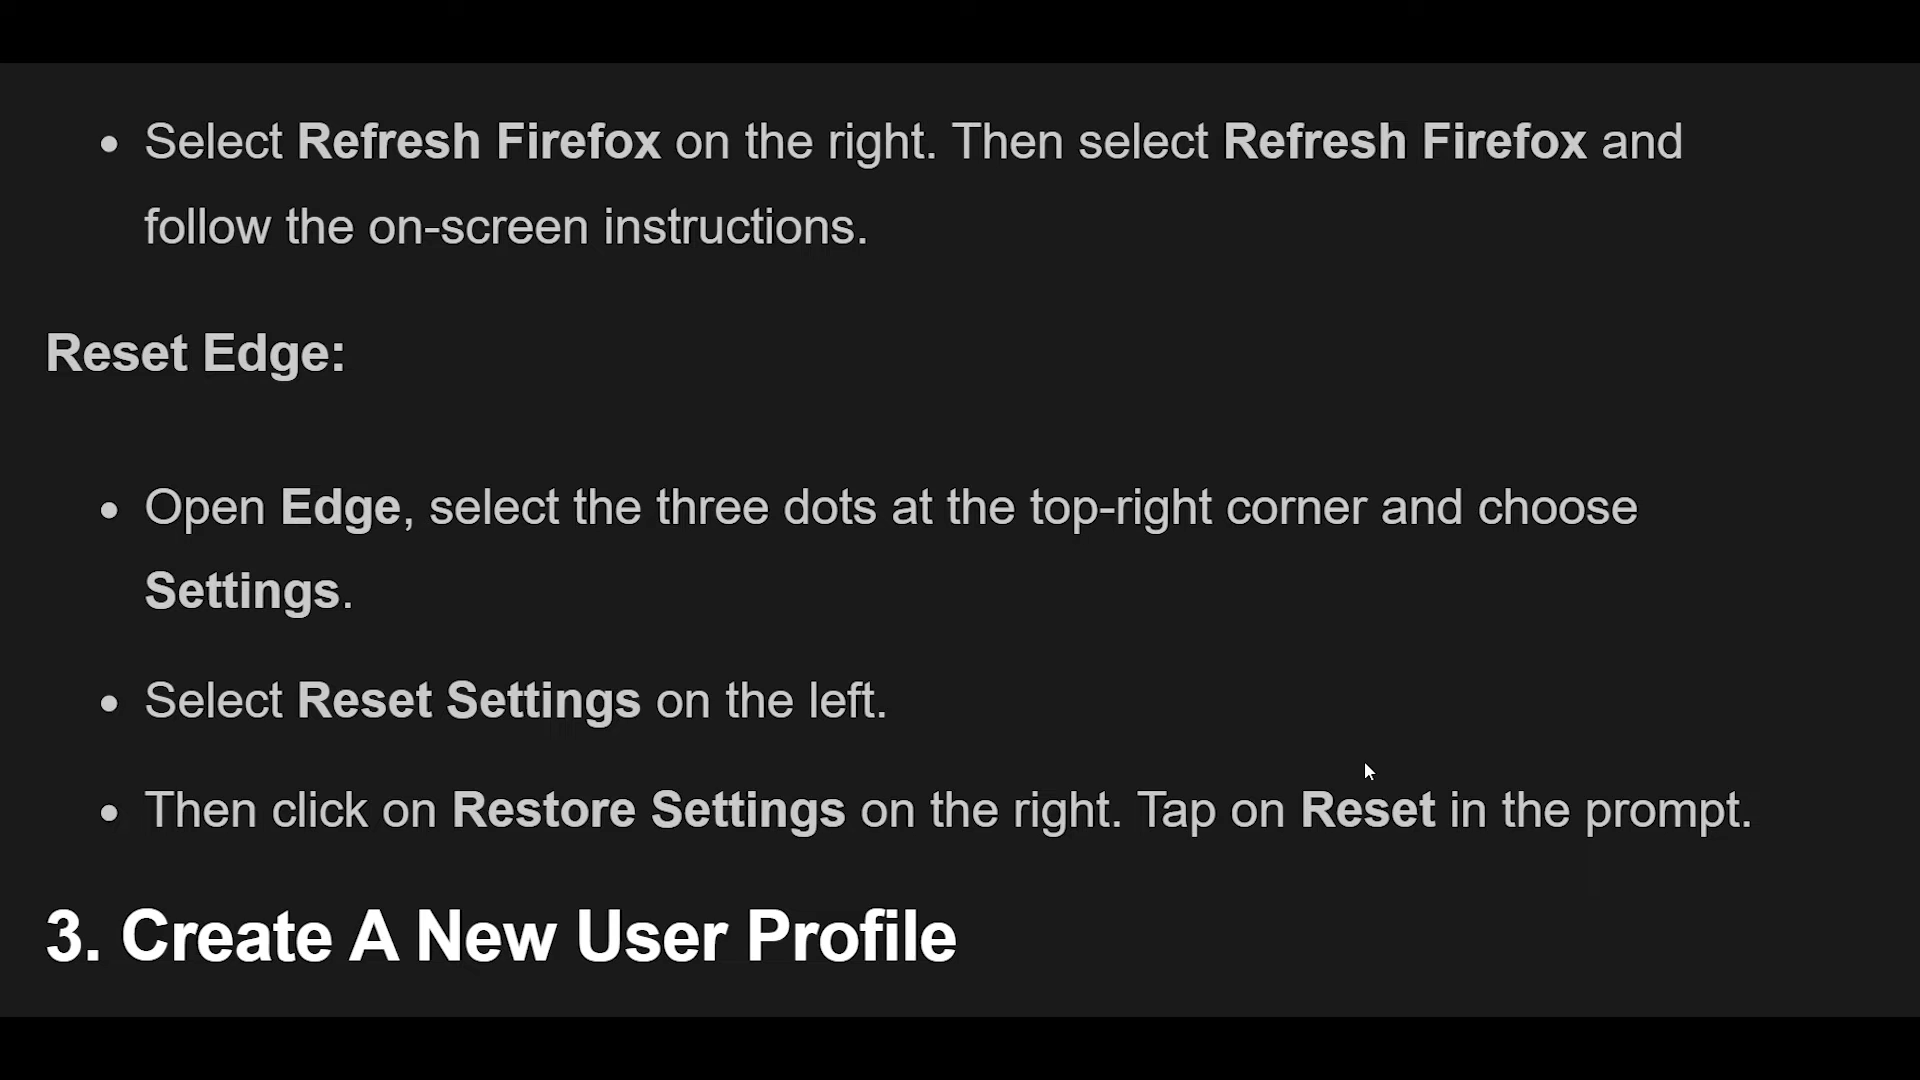 • Select Refresh Firefox on the right. Then select Refresh Firefox and
follow the on-screen instructions.
Reset Edge:
• Open Edge, select the three dots at the top-right corner and choose
Settings.
• Select Reset Settings on the left.
• Then click on Restore Settings on the right. Tap on Reset in the prompt.
3. Create A New User Profile